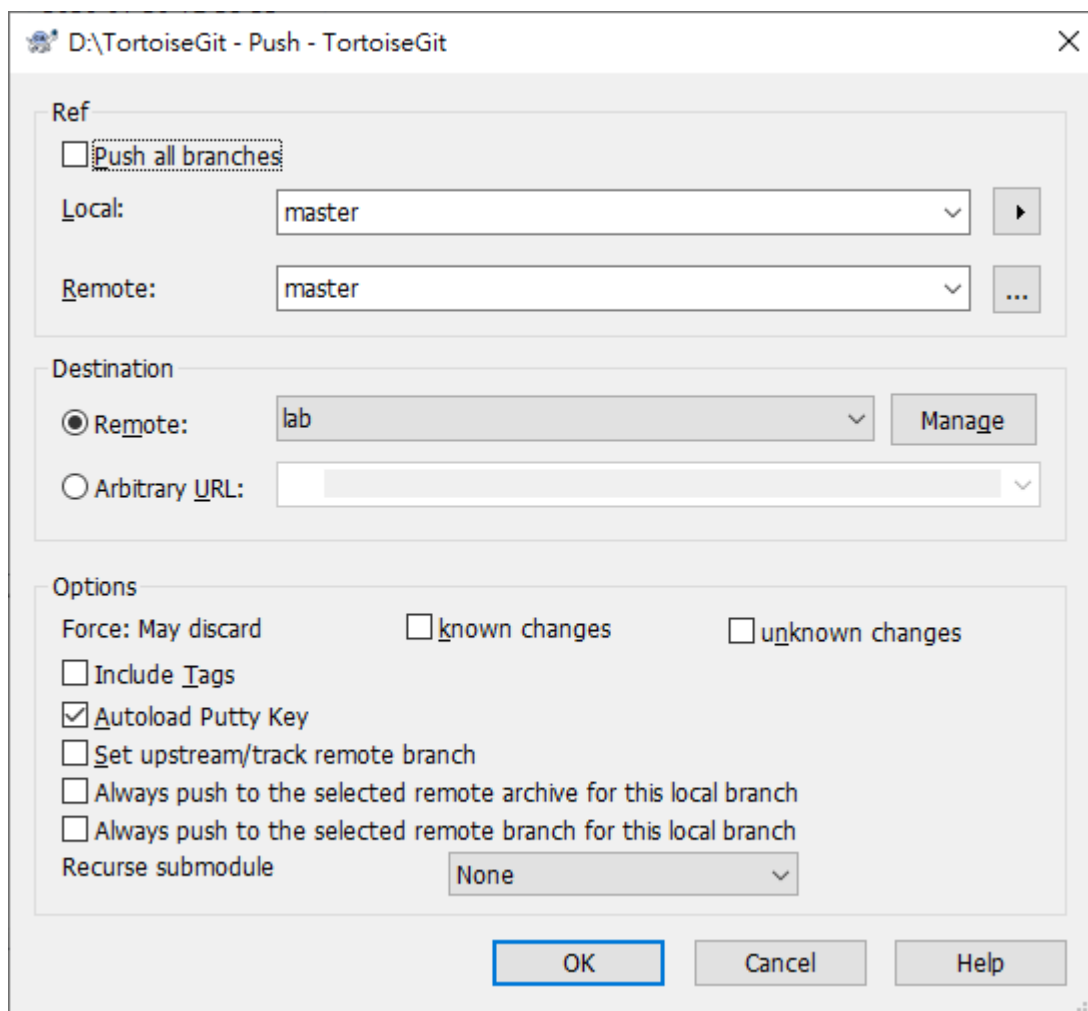 D:\TortoiseGit - Push - TortoiseGit
Ref
Push all branches
Local: master
Remote: master ...
Destination
Remote: lab Manage
Arbitrary URL:
Options
Force: May discard known changes unknown changes
Include Tags
Autoload Putty Key
Set upstream/track remote branch
Always push to the selected remote archive for this local branch
Always push to the selected remote branch for this local branch
Recurse submodule None
OK Cancel Help